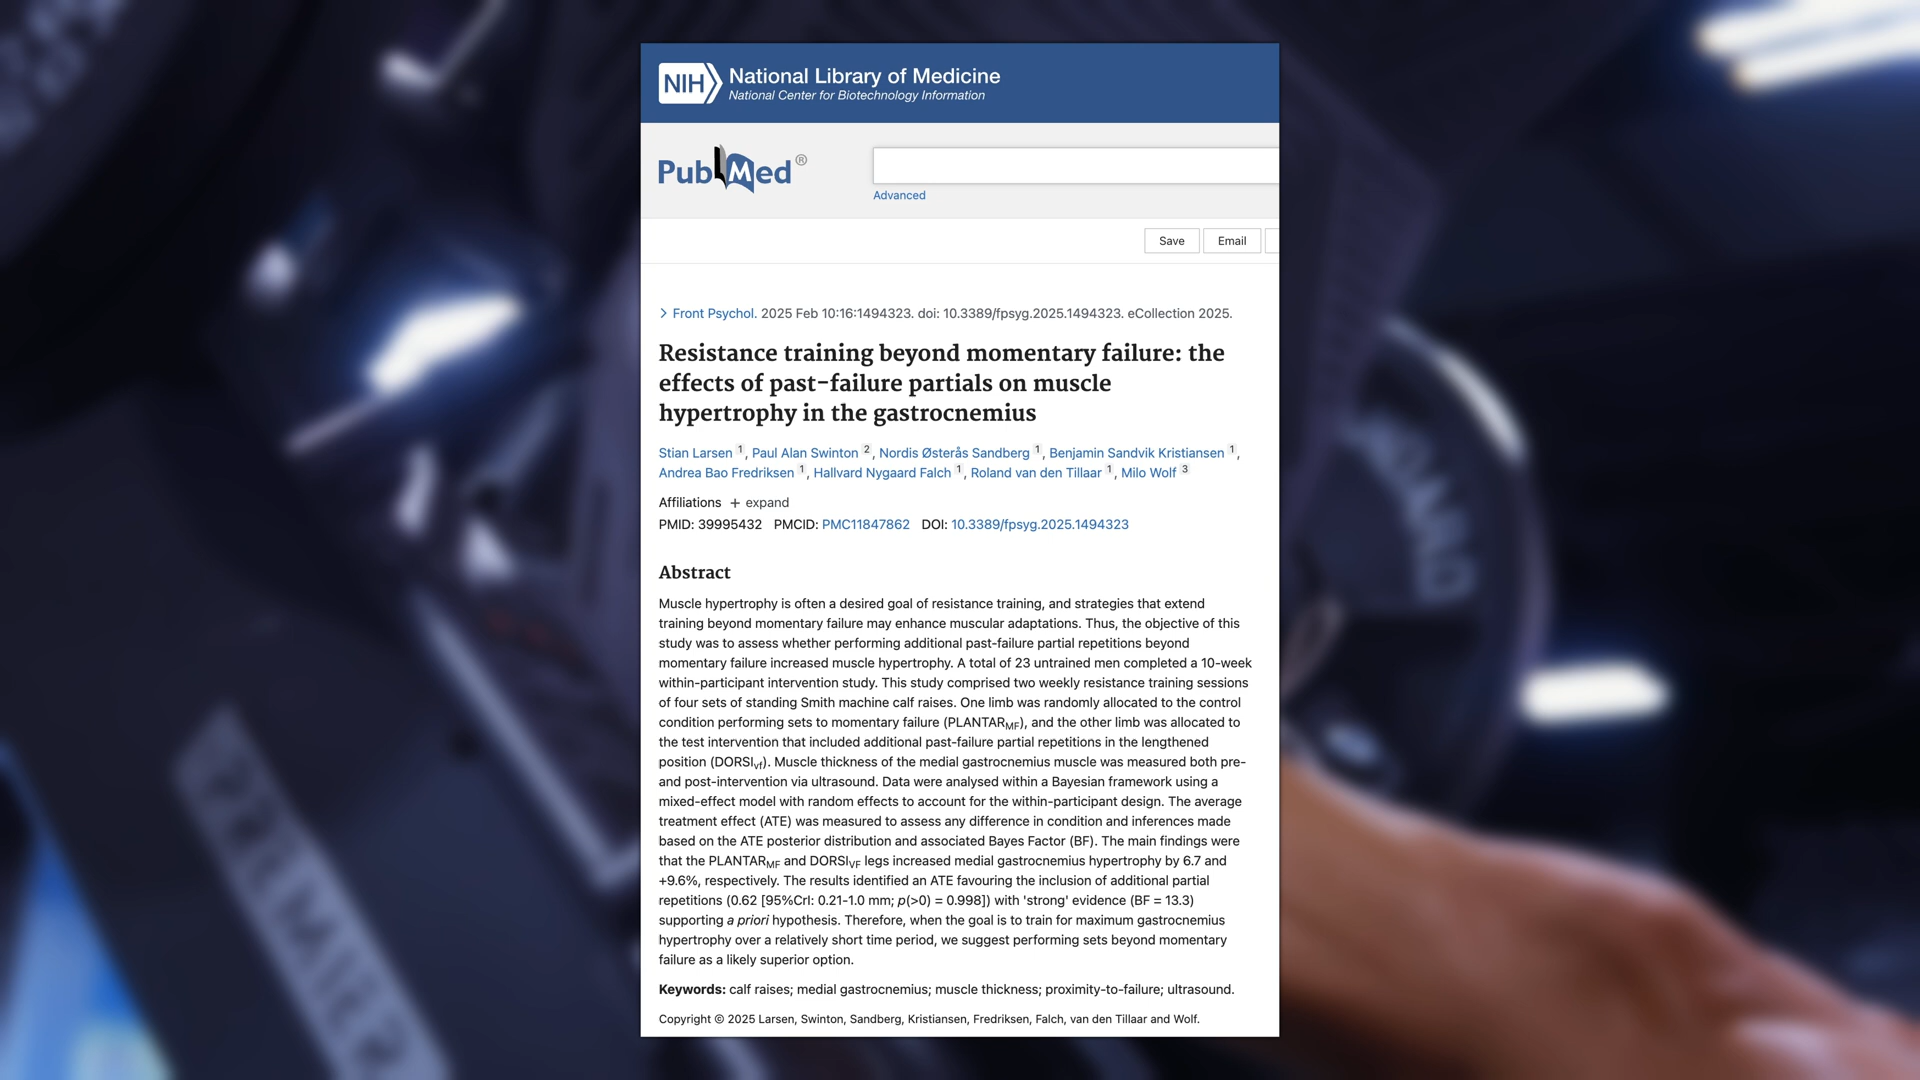 NIH National Library of Medicine
National Center for Biotechnology Information
PubMed®
Advanced
Save Email
Front Psychol. 2025 Feb 10:16:1494323. doi: 10.3389/fpsyg.2025.1494323. eCollection 2025.
Resistance training beyond momentary failure: the
effects of past-failure partials on muscle
hypertrophy in the gastrocnemius
Stian Larsen 1, Paul Alan Swinton 2, Nordis Østerås Sandberg 1, Benjamin Sandvik Kristiansen 1,
Andrea Bao Fredriksen 1, Hallvard Nygaard Falch 1, Roland van den Tillaar 1, Milo Wolf 3
Affiliations + expand
PMID: 39995432 PMCID: PMC11847862 DOI: 10.3389/fpsyg.2025.1494323
Abstract
Muscle hypertrophy is often a desired goal of resistance training, and strategies that extend
training beyond momentary failure may enhance muscular adaptations. Thus, the objective of this
study was to assess whether performing additional past-failure partial repetitions beyond
momentary failure increased muscle hypertrophy. A total of 23 untrained men completed a 10-week
within-participant intervention study. This study comprised two weekly resistance training sessions
of four sets of standing Smith machine calf raises. One limb was randomly allocated to the control
condition performing sets to momentary failure (PLANTARMF), and the other limb was allocated to
the test intervention that included additional past-failure partial repetitions in the lengthened
position (DORSIvf). Muscle thickness of the medial gastrocnemius muscle was measured both pre-
and post-intervention via ultrasound. Data were analysed within a Bayesian framework using a
mixed-effect model with random effects to account for the within-participant design. The average
treatment effect (ATE) was measured to assess any difference in condition and inferences made
based on the ATE posterior distribution and associated Bayes Factor (BF). The main findings were
that the PLANTARMF and DORSIVF legs increased medial gastrocnemius hypertrophy by 6.7 and
+9.6%, respectively. The results identified an ATE favouring the inclusion of additional partial
repetitions (0.62 [95%CrI: 0.21-1.0 mm; p(>0) = 0.998]) with 'strong' evidence (BF = 13.3)
supporting a priori hypothesis. Therefore, when the goal is to train for maximum gastrocnemius
hypertrophy over a relatively short time period, we suggest performing sets beyond momentary
failure as a likely superior option.
Keywords: calf raises; medial gastrocnemius; muscle thickness; proximity-to-failure; ultrasound.
Copyright © 2025 Larsen, Swinton, Sandberg, Kristiansen, Fredriksen, Falch, van den Tillaar and Wolf.